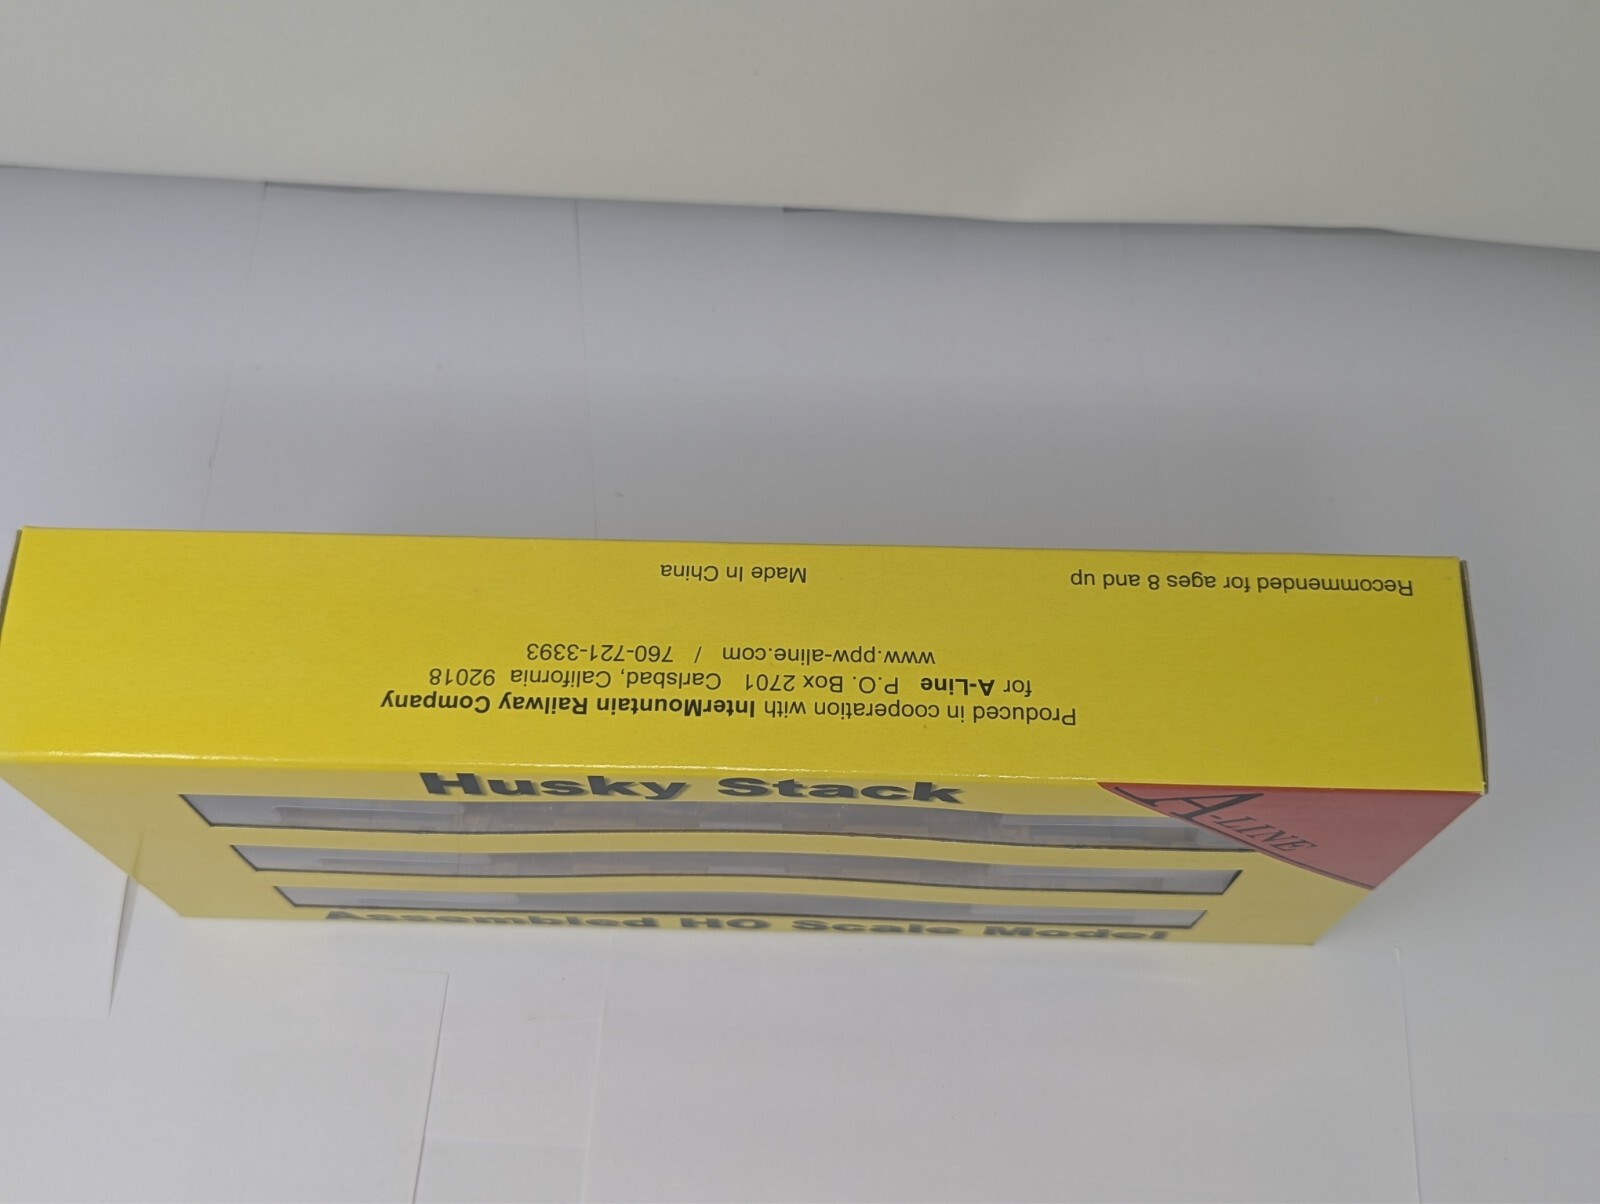 Produced in cooperation with InterMountain Railway Company
for A-Line P.O. Box 2701 Carlsbad, California 92018
www.ppw-aline.com / 760-721-3393
Recommended for ages 8 and up
Made In China
Husky Stack
A-LINE
Assembled HO Scale Model